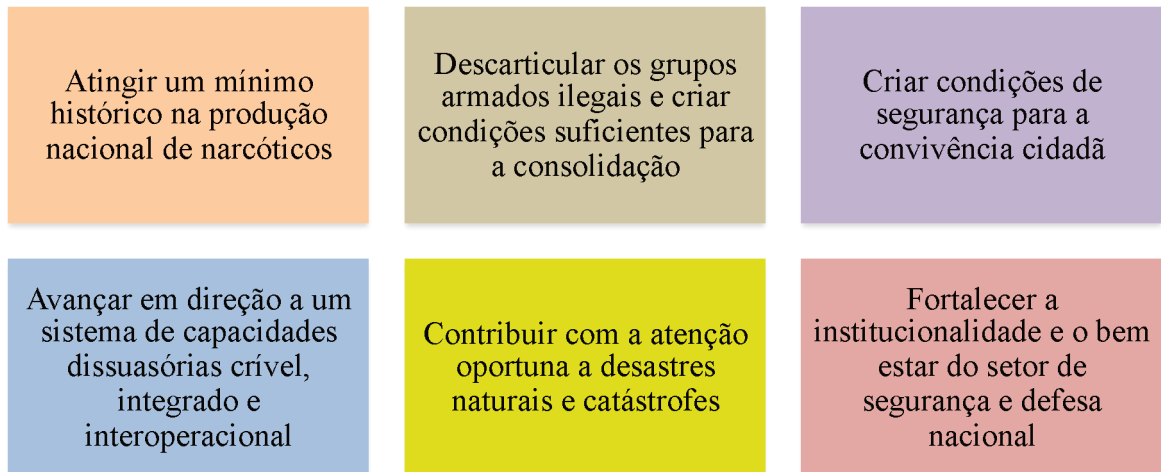 Atingir um mínimo
histórico na produção
nacional de narcóticos
Descarticular os grupos
armados ilegais e criar
condições suficientes para
a consolidação
Criar condições de
segurança para a
convivência cidadã
Avançar em direção a um
sistema de capacidades
dissuasórias crível,
integrado e
interoperacional
Contribuir com a atenção
oportuna a desastres
naturais e catástrofes
Fortalecer a
institucionalidade e o bem
estar do setor de
segurança e defesa
nacional